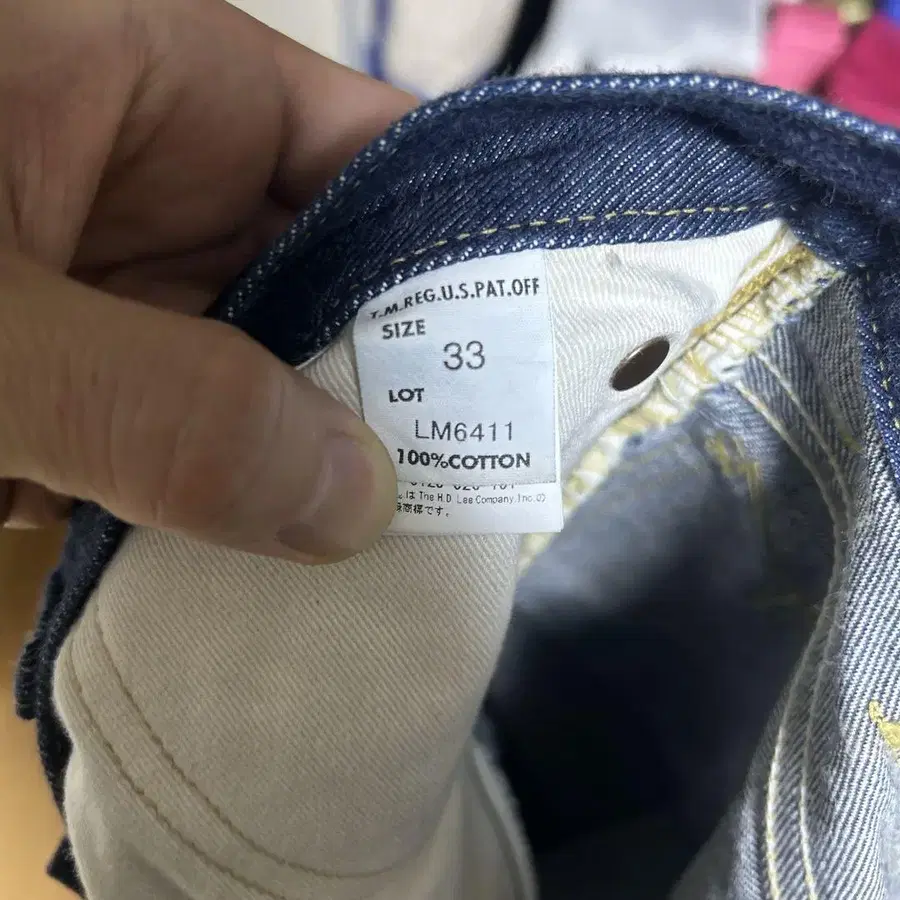 T.M.REG.U.S.PAT.OFF
SIZE
33
LOT
LM6411
100%COTTON
は The H.D. Lee Company, Inc.の
商標です。